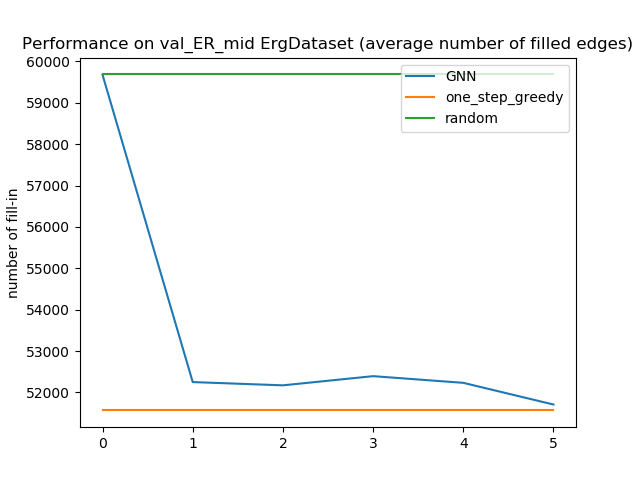 Performance on val_ER_mid ErgDataset (average number of filled edges)
60000
59000
58000
57000
56000
55000
54000
53000
52000
number of fill-in
GNN
one_step_greedy
random
0 1 2 3 4 5